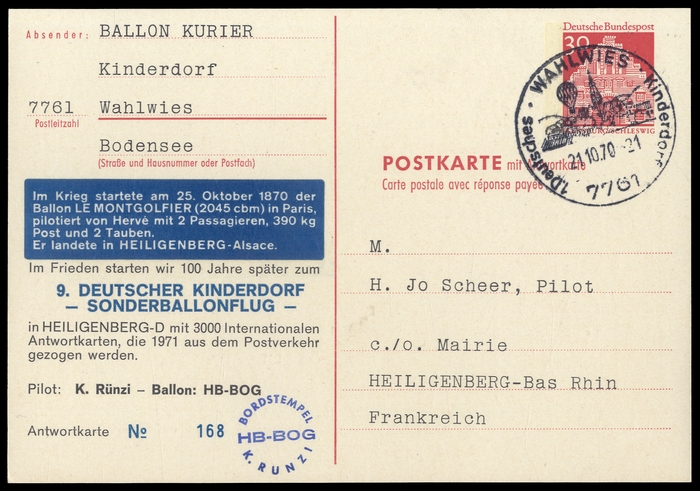 Absender: BALLON KURIER
Kinderdorf
7761 Wahlwies
Postleitzahl
Bodensee
(Straße und Hausnummer oder Postfach)
Im Krieg startete am 25. Oktober 1870 der
Ballon LE MONTGOLFIER (2045 cbm) in Paris,
pilotiert von Hervé mit 2 Passagieren, 390 kg
Post und 2 Tauben.
Er landete in HEILIGENBERG-Alsace.
Im Frieden starten wir 100 Jahre später zum
9. DEUTSCHER KINDERDORF
– SONDERBALLONFLUG –
in HEILIGENBERG-D mit 3000 Internationalen
Antwortkarten, die 1971 aus dem Postverkehr
gezogen werden.
Pilot: K. Rünzi – Ballon: HB-BOG
Antwortkarte No 168
BORDSTEMPEL
HB-BOG
K. RUNZI
Deutsche Bundespost
30
SCHLESWIG
WAHLWIES · Kinderdorf
1.Deutsches ·
21.10.70 -21
7761
POSTKARTE mit Antwortkarte
Carte postale avec réponse payée
M.
H. Jo Scheer, Pilot
c./o. Mairie
HEILIGENBERG-Bas Rhin
Frankreich